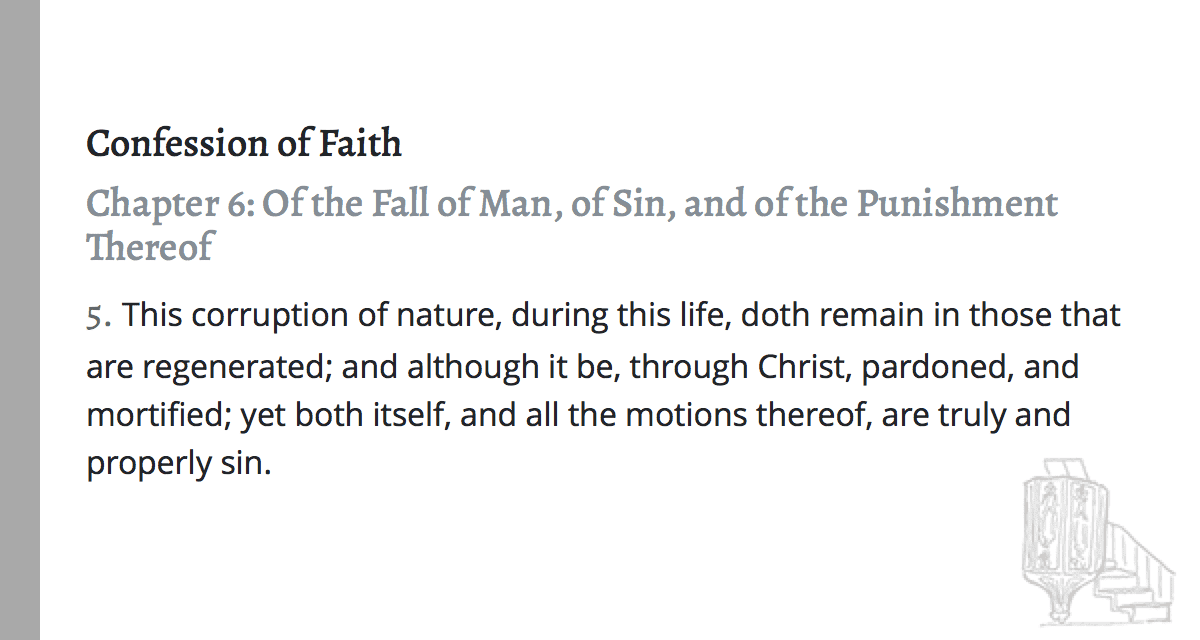 Confession of Faith
Chapter 6: Of the Fall of Man, of Sin, and of the Punishment
Thereof
5. This corruption of nature, during this life, doth remain in those that
are regenerated; and although it be, through Christ, pardoned, and
mortified; yet both itself, and all the motions thereof, are truly and
properly sin.